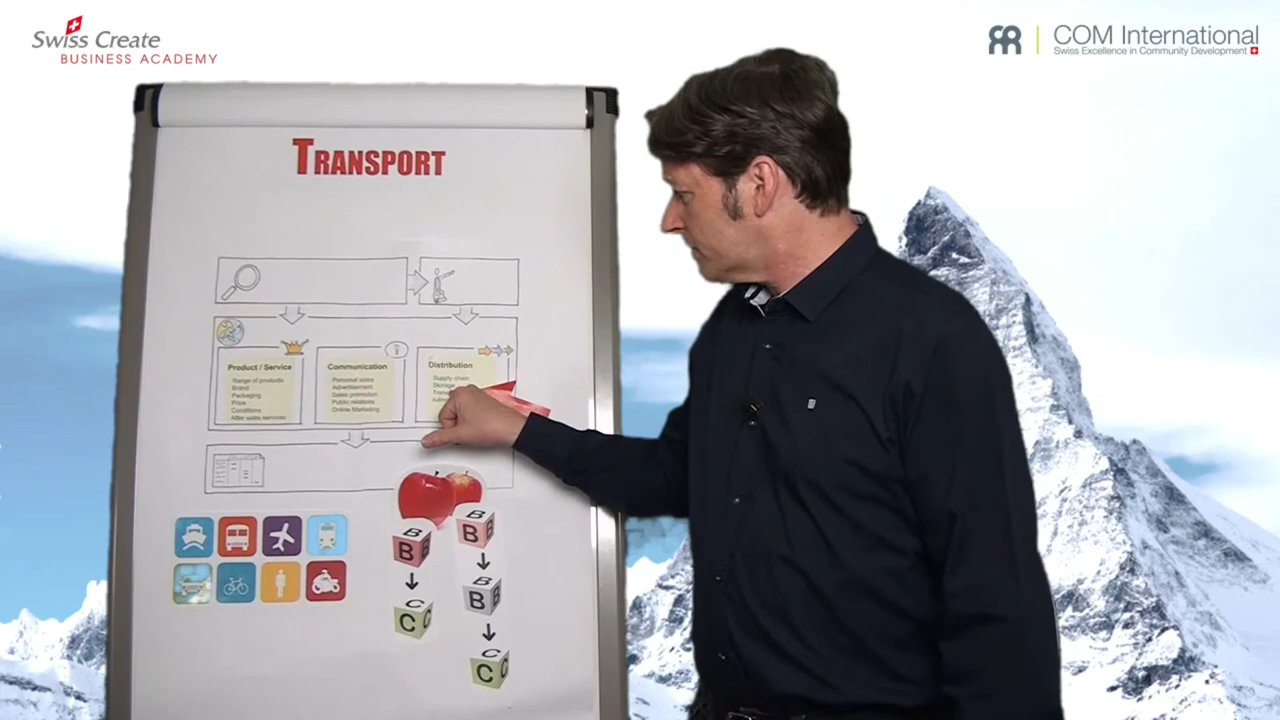 Swiss Create
BUSINESS ACADEMY
COM International
Swiss Excellence in Community Development
TRANSPORT
Product / Service
Range of products
Brand
Packaging
Price
Conditions
After sales services
Communication
Personal sales
Advertisement
Sales promotion
Public relations
Online Marketing
Distribution
Supply chain
Storage
B
B
B
B
B
B
C
C
C
B
B
C
C
C